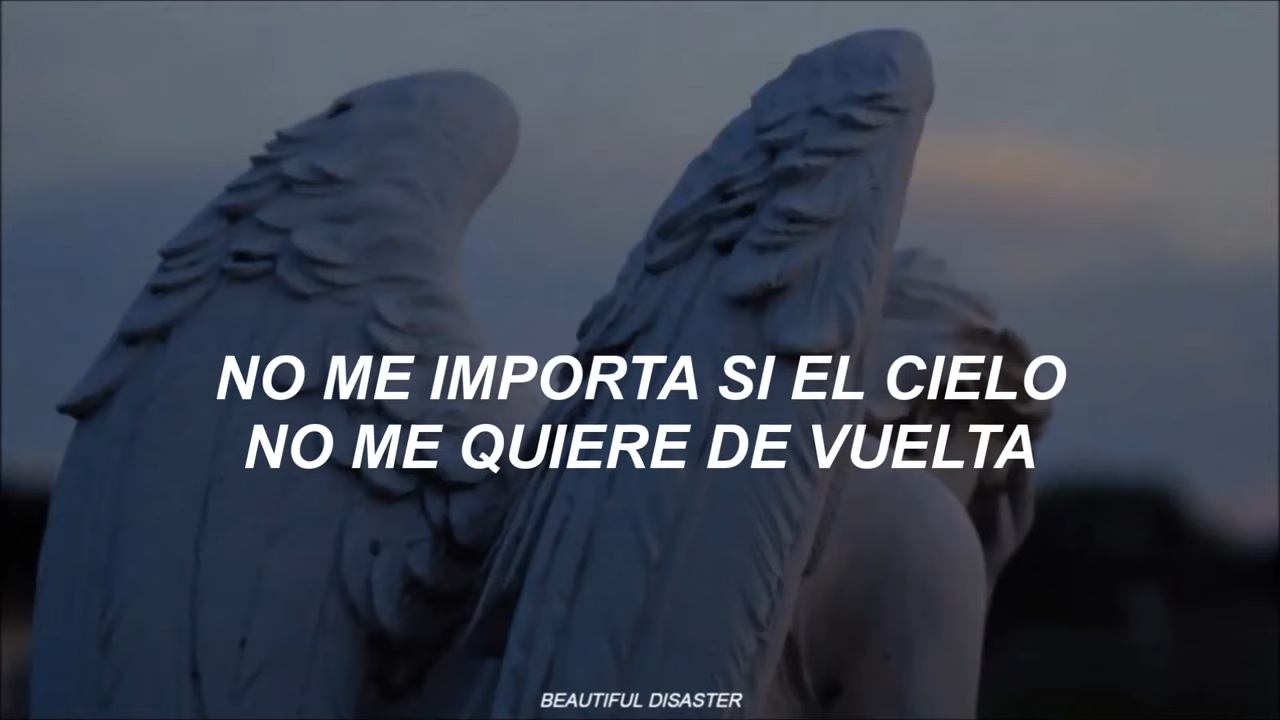 NO ME IMPORTA SI EL CIELO
NO ME QUIERE DE VUELTA
BEAUTIFUL DISASTER